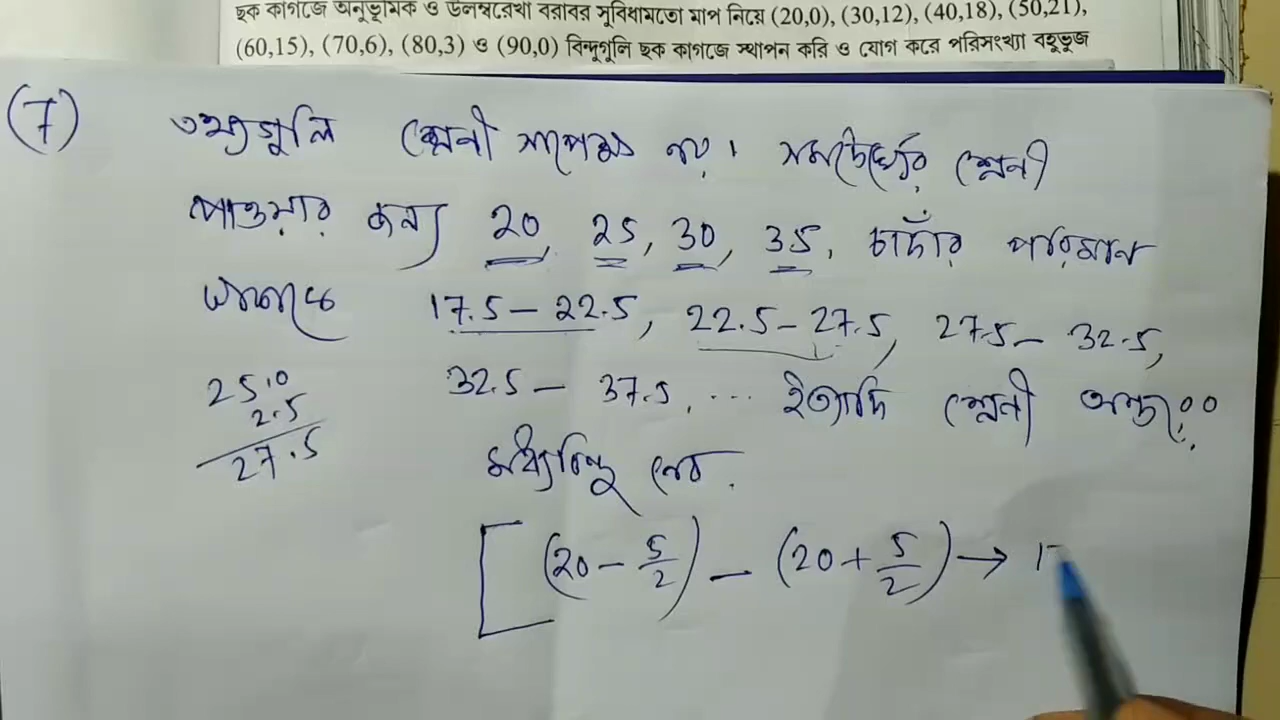 ছক কাগজে অনুভূমিক ও উলম্বরেখা বরাবর সুবিধামতো মাপ নিয়ে (20,0), (30,12), (40,18), (50,21),
(60,15), (70,6), (80,3) ও (90,0) বিন্দুগুলি ছক কাগজে স্থাপন করি ও যোগ করে পরিসংখ্যা বহুভুজ
(7) তথ্যগুলি শ্রেনী সাপেক্ষ নয়। সমদৈর্ঘ্যের শ্রেনী
পাওয়ার জন্য 20, 25, 30, 35, চাঁদার পরিমান
17.5 – 22.5, 22.5 – 27.5, 27.5 – 32.5,
32.5 – 37.5, ... ইত্যাদি শ্রেনী
25.0
2.5
27.5
মধ্যবিন্দু নেব.
[ (20 – 5/2) – (20 + 5/2) → 1